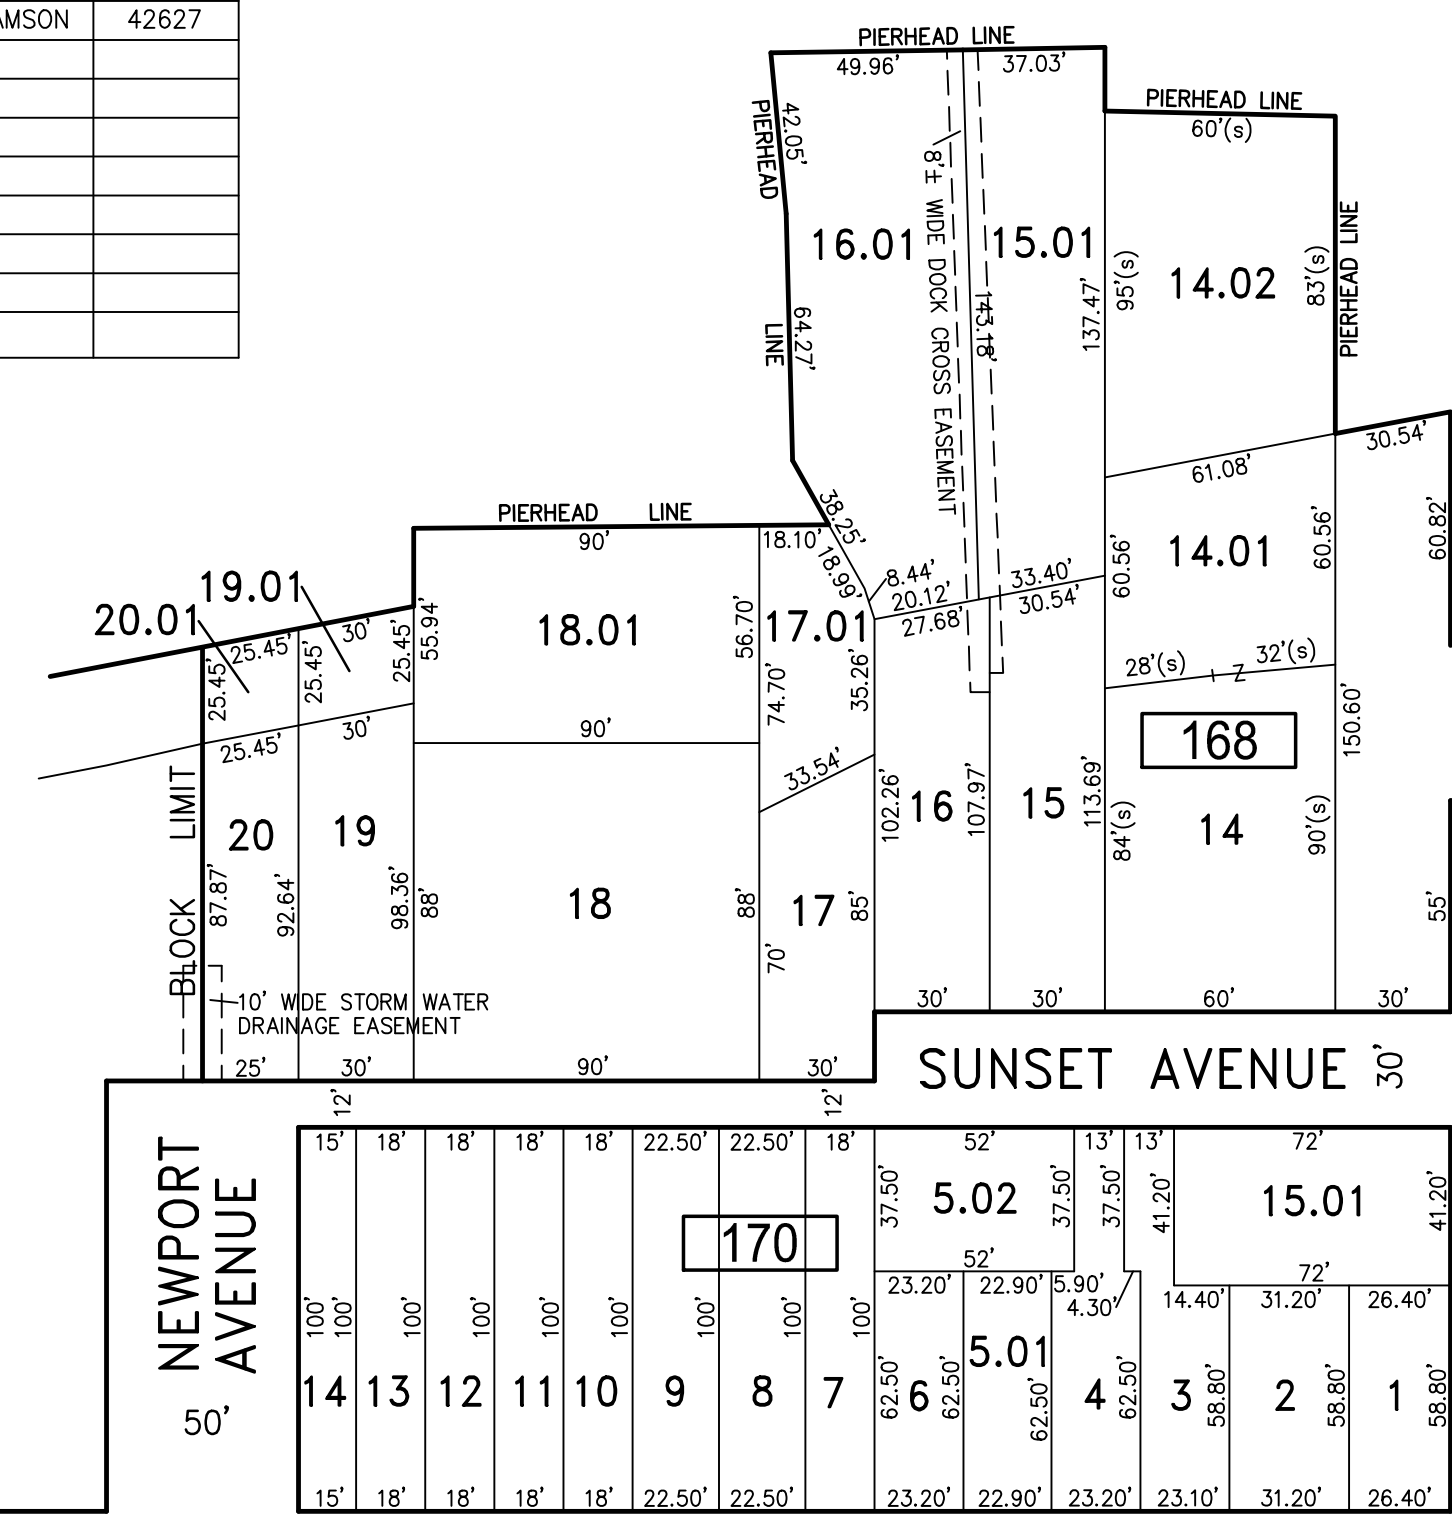 AMSON 42627
PIERHEAD LINE
49.96'
37.03'
PIERHEAD LINE
60'(s)
PIERHEAD
42.05'
8'± WIDE DOCK CROSS EASEMENT
16.01
15.01
14.02
95'(s)
83'(s)
PIERHEAD LINE
137.47'
143.18'
LINE
64.27'
30.54'
61.08'
38.25'
PIERHEAD LINE
90'
18.10'
18.99'
8.44'
20.12'
33.40'
27.68'
30.54'
60.56'
14.01
60.56'
60.82'
19.01
20.01
25.45'
30'
25.45'
25.45'
25.45'
55.94'
18.01
56.70'
17.01
74.70'
35.26'
28'(s)
Z
32'(s)
25.45'
30'
90'
33.54'
168
150.60'
BLOCK LIMIT
20
19
18
17
16
15
14
102.26'
107.97'
113.69'
84'(s)
90'(s)
87.87'
92.64'
98.36'
88'
88'
85'
70'
55'
10' WIDE STORM WATER
DRAINAGE EASEMENT
30'
30'
60'
30'
25'
30'
90'
30'
SUNSET AVENUE 30'
12'
12'
NEWPORT
AVENUE
50'
15' 18' 18' 18' 18' 22.50' 22.50' 18' 52' 13' 13' 72'
37.50'
5.02
37.50'
37.50'
41.20'
15.01
41.20'
170
52'
72'
23.20' 22.90' 5.90'
4.30'
14.40' 31.20' 26.40'
100' 100' 100' 100' 100' 100' 100' 100' 100'
5.01
14 13 12 11 10 9 8 7 6 4 3 2 1
62.50' 62.50' 62.50' 62.50' 58.80' 58.80' 58.80'
15' 18' 18' 18' 18' 22.50' 22.50' 23.20' 22.90' 23.20' 23.10' 31.20' 26.40'